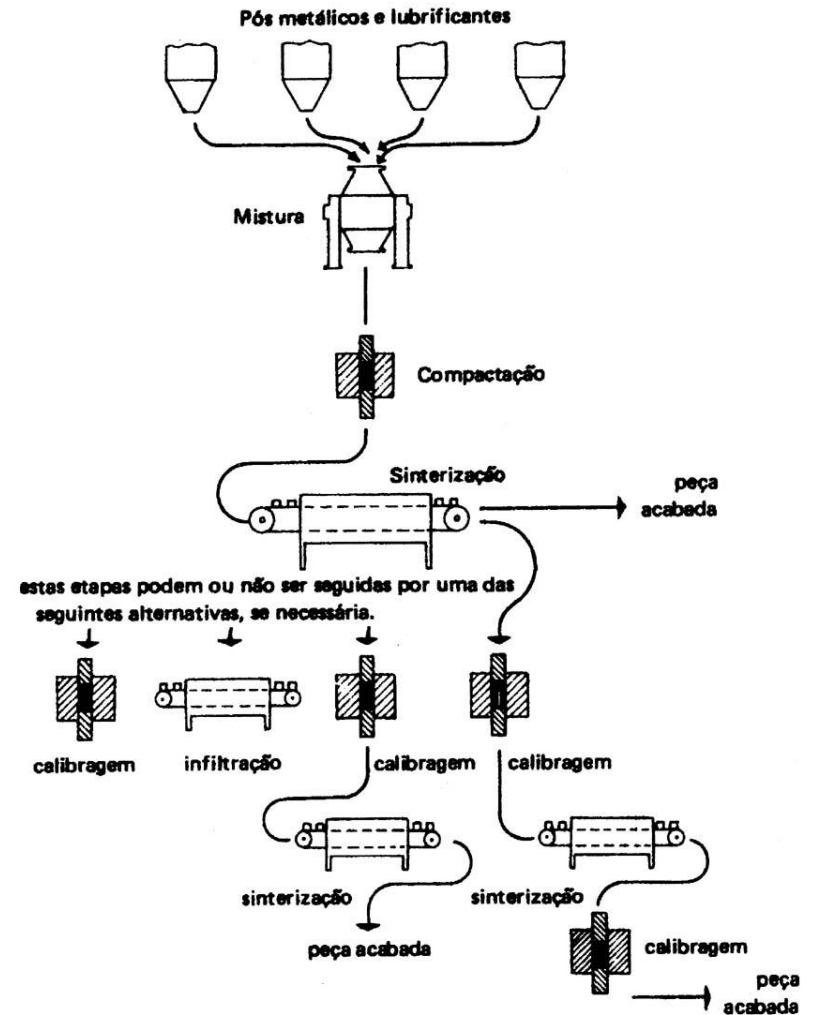 Pós metálicos e lubrificantes
Mistura
Compactação
Sinterização
peça
acabada
estas etapas podem ou não ser seguidas por uma das
seguintes alternativas, se necessária.
calibragem
infiltração
calibragem
calibragem
sinterização
sinterização
peça acabada
calibragem
peça
acabada